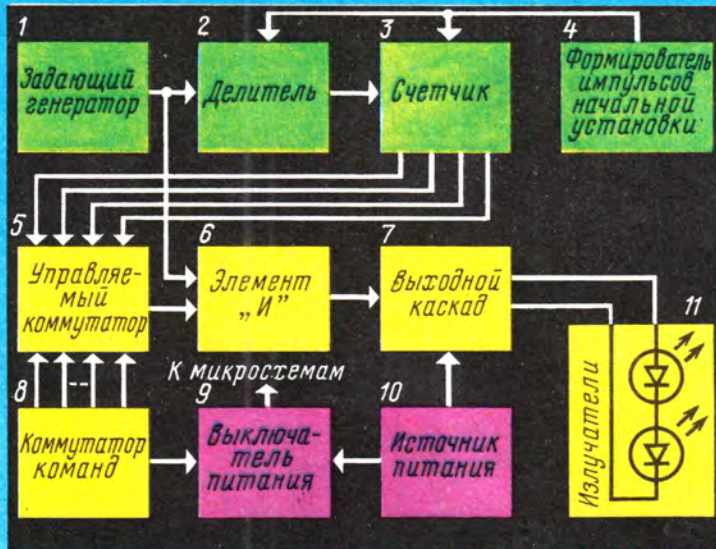 1
Задающий
генератор
2
Делитель
3
Счетчик
4
Формирователь
импульсов
начальной
установки
5
Управляе-
мый
коммутатор
6
Элемент
„И"
7
Выходной
каскад
8
Коммутатор
команд
К микросхемам
9
Выключа-
тель
питания
10
Источник
питания
11
Излучатели